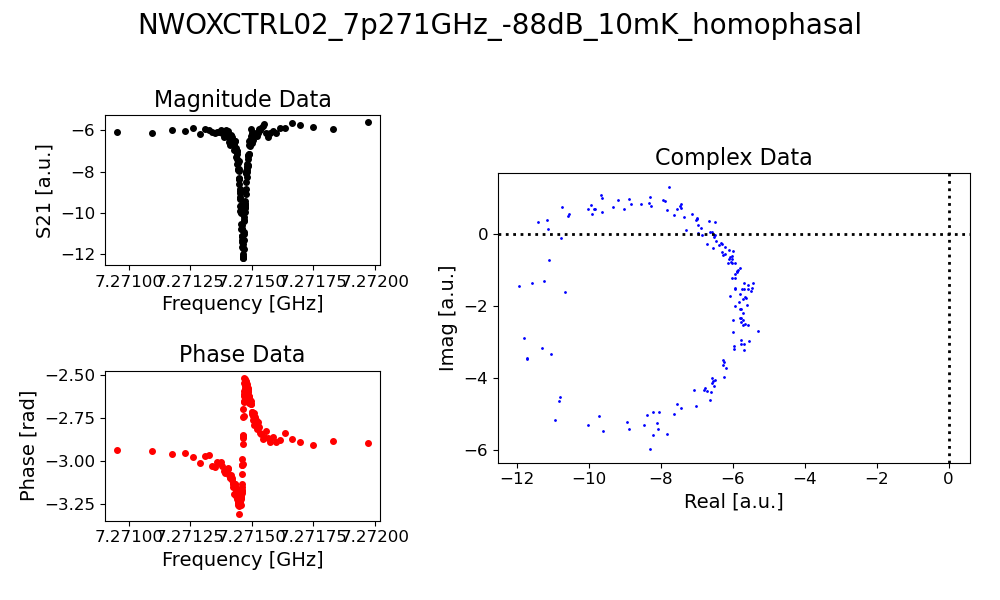 NWOXCTRL02_7p271GHz_-88dB_10mK_homophasal
Magnitude Data
S21 [a.u.]
−6
−8
−10
−12
7.27100 7.27125 7.27150 7.27175 7.27200
Frequency [GHz]
Phase Data
Phase [rad]
−2.50
−2.75
−3.00
−3.25
7.27100 7.27125 7.27150 7.27175 7.27200
Frequency [GHz]
Complex Data
Imag [a.u.]
0
−2
−4
−6
−12 −10 −8 −6 −4 −2 0
Real [a.u.]